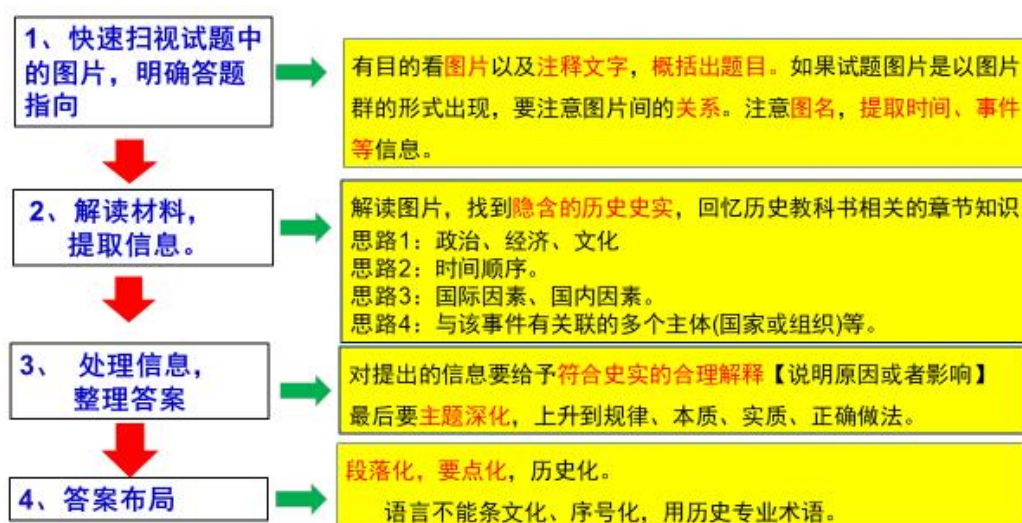 1、快速扫视试题中
的图片，明确答题
指向
有目的看图片以及注释文字，概括出题目。如果试题图片是以图片
群的形式出现，要注意图片间的关系。注意图名，提取时间、事件
等信息。
2、解读材料，
提取信息。
解读图片，找到隐含的历史史实，回忆历史教科书相关的章节知识
思路1：政治、经济、文化
思路2：时间顺序。
思路3：国际因素、国内因素。
思路4：与该事件有关联的多个主体(国家或组织)等。
3、 处理信息，
整理答案
对提出的信息要给予符合史实的合理解释【说明原因或者影响】
最后要主题深化，上升到规律、本质、实质、正确做法。
4、答案布局
段落化，要点化，历史化。
语言不能条文化、序号化，用历史专业术语。